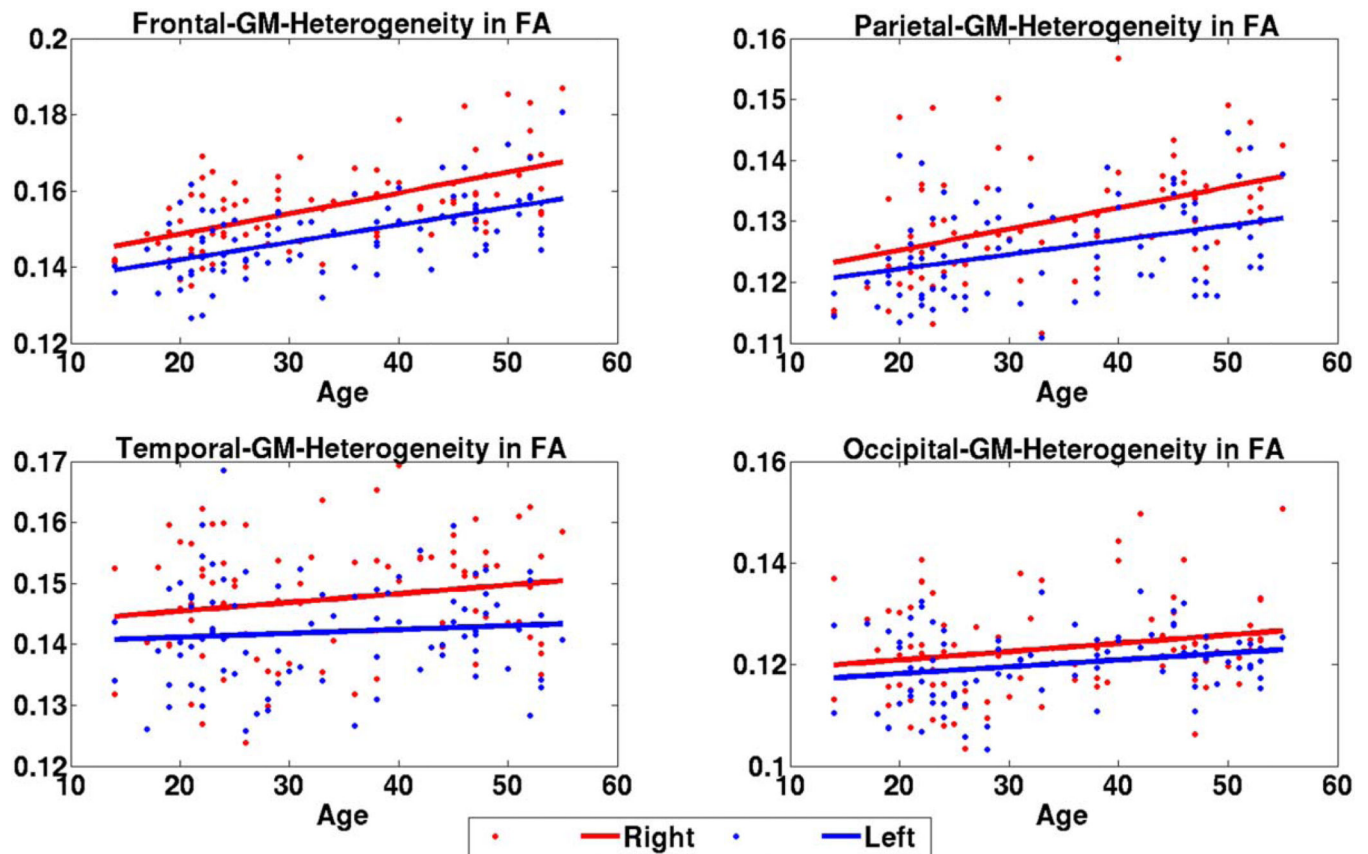 Frontal-GM-Heterogeneity in FA
0.2
0.18
0.16
0.14
0.12
10 20 30 40 50 60
Age
Parietal-GM-Heterogeneity in FA
0.16
0.15
0.14
0.13
0.12
0.11
10 20 30 40 50 60
Age
Temporal-GM-Heterogeneity in FA
0.17
0.16
0.15
0.14
0.13
0.12
10 20 30 40 50 60
Age
Occipital-GM-Heterogeneity in FA
0.16
0.14
0.12
0.1
10 20 30 40 50 60
Age
Right Left